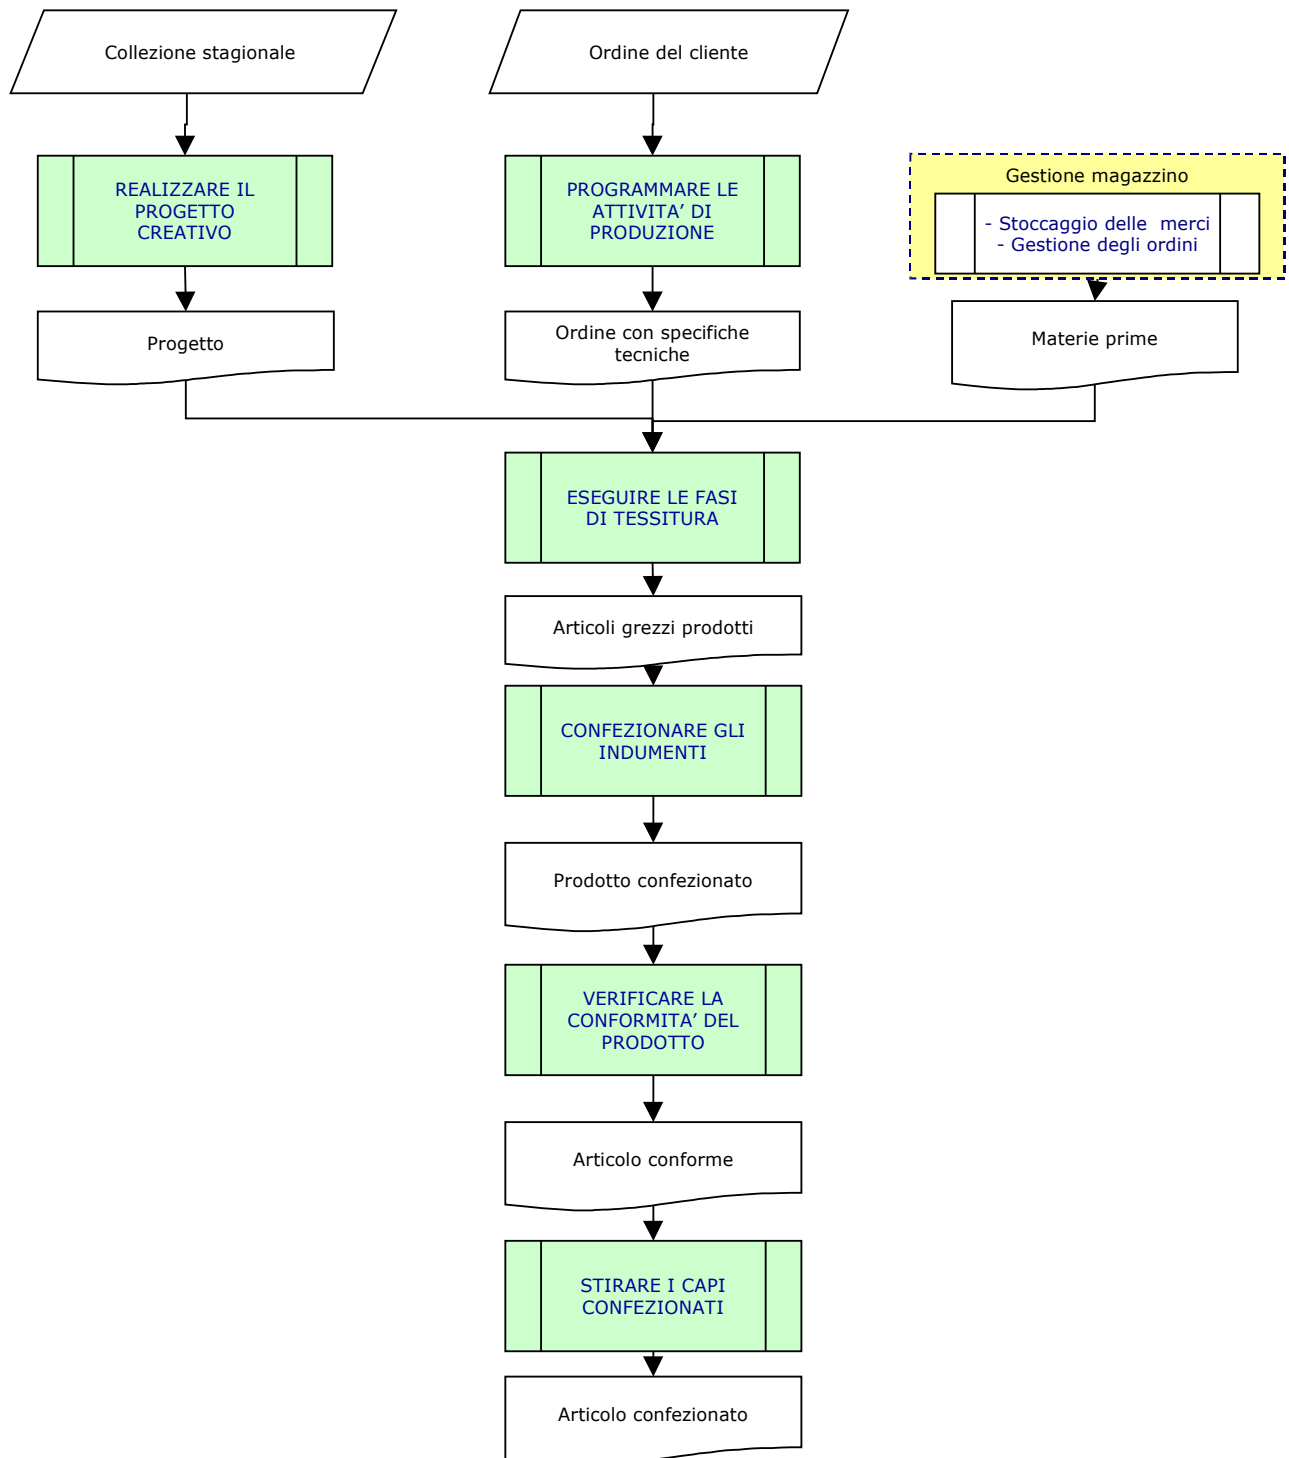 Collezione stagionale
Ordine del cliente
REALIZZARE IL
PROGETTO
CREATIVO
PROGRAMMARE LE
ATTIVITA’ DI
PRODUZIONE
Gestione magazzino
- Stoccaggio delle  merci
- Gestione degli ordini
Progetto
Ordine con specifiche
tecniche
Materie prime
ESEGUIRE LE FASI
DI TESSITURA
Articoli grezzi prodotti
CONFEZIONARE GLI
INDUMENTI
Prodotto confezionato
VERIFICARE LA
CONFORMITA’ DEL
PRODOTTO
Articolo conforme
STIRARE I CAPI
CONFEZIONATI
Articolo confezionato